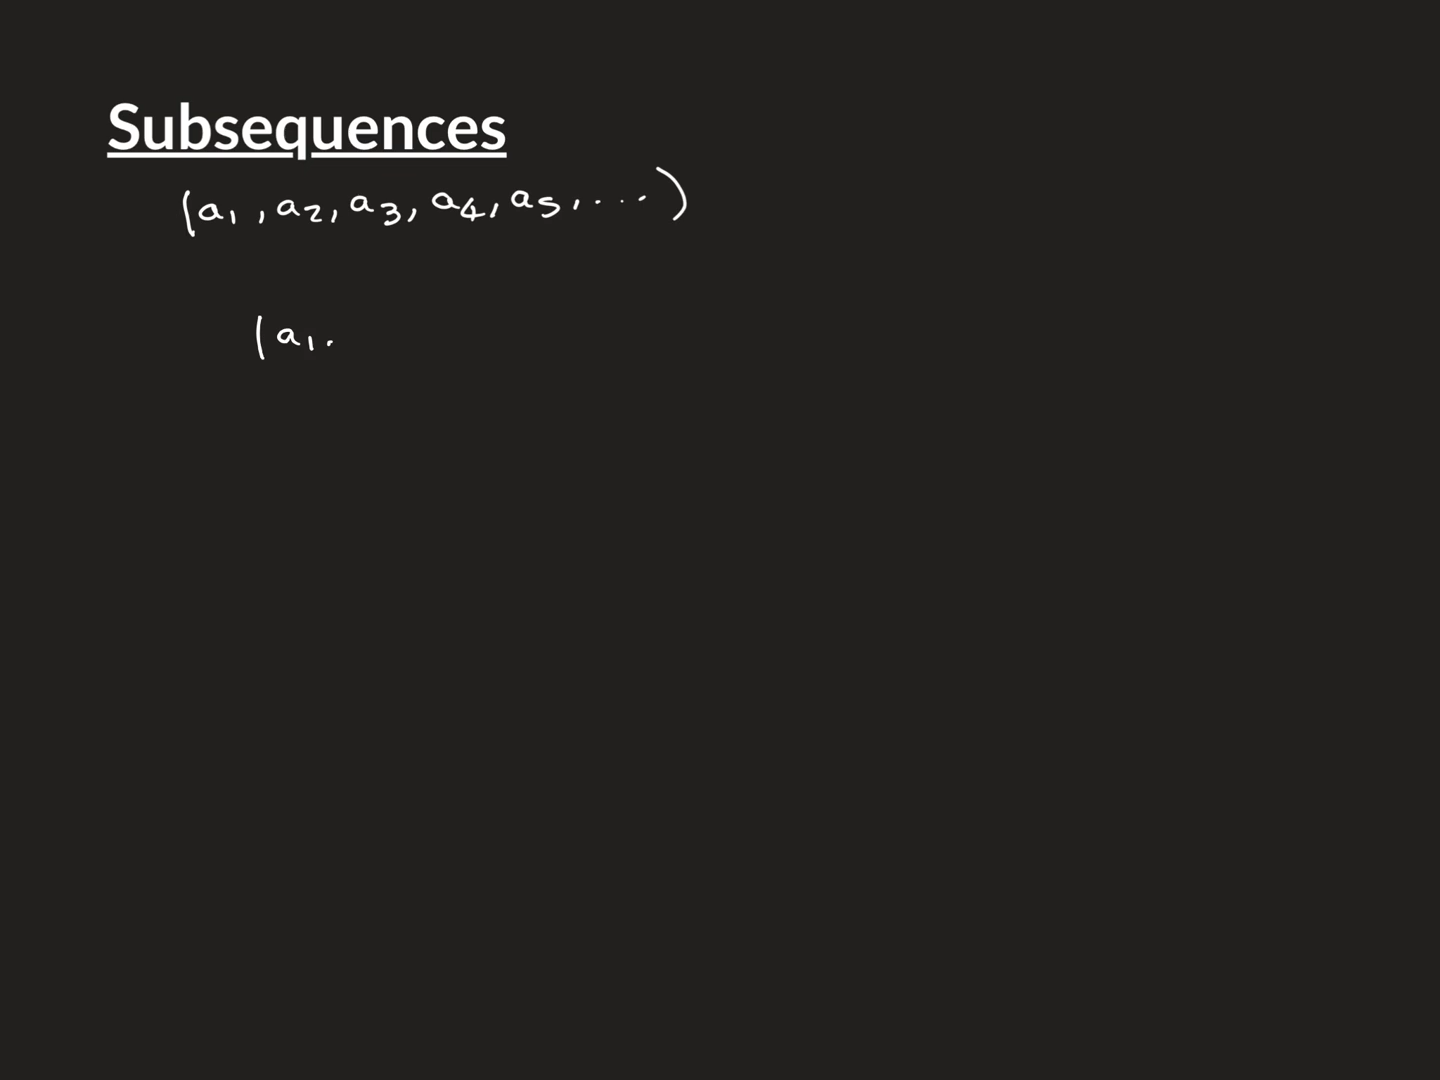 Subsequences
(a₁, a₂, a₃, a₄, a₅, ....)
(a₁.